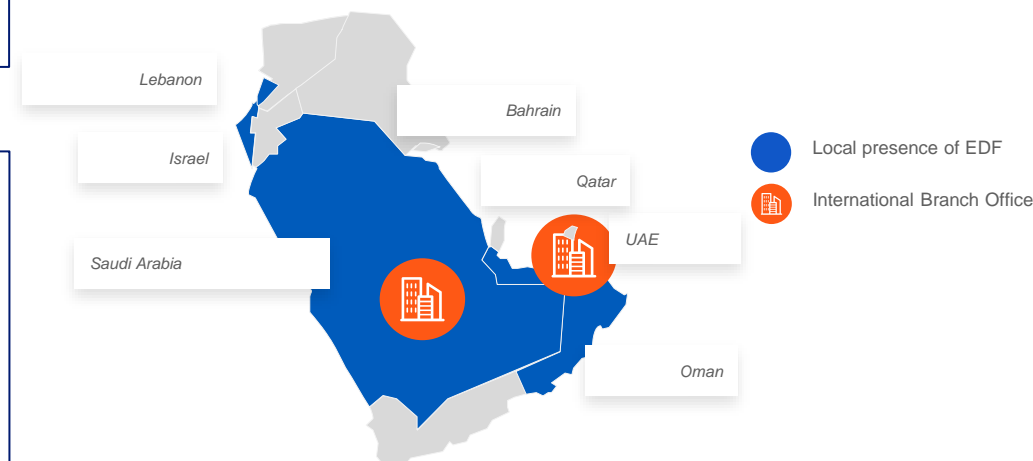 Lebanon
Bahrain
Israel
Qatar
Saudi Arabia
UAE
Oman
Local presence of EDF
International Branch Office